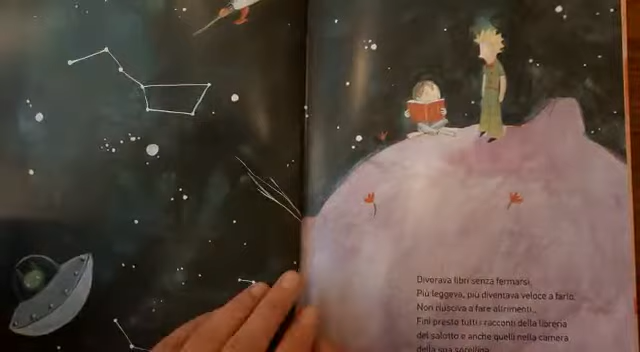 Divorava libri senza fermarsi.
Più leggeva, più diventava veloce a farlo.
Non riusciva a fare altrimenti.
Finì presto tutti i racconti della libreria
del salotto e anche quelli nella camera
della sua sorellina